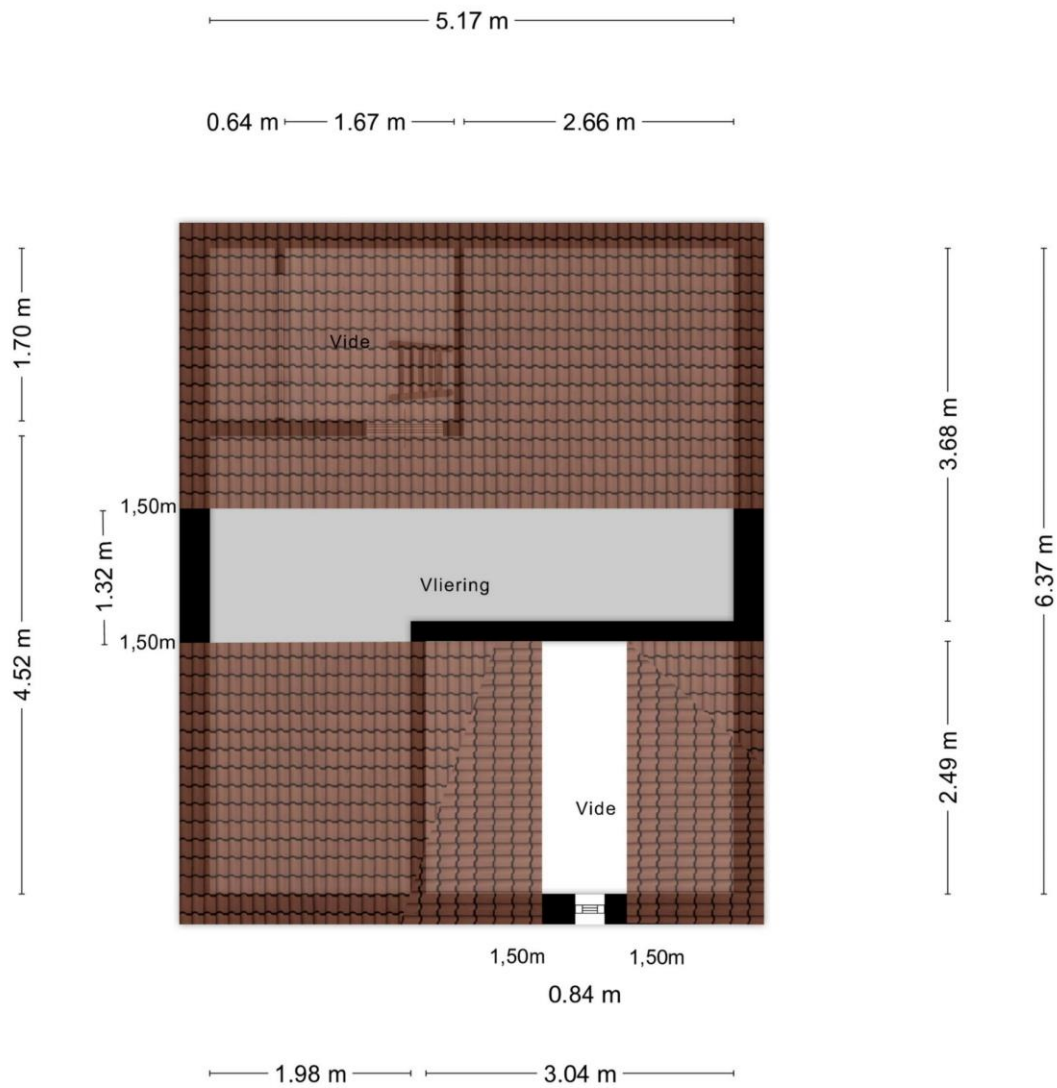 5.17 m
0.64 m 1.67 m 2.66 m
1.70 m
Vide
3.68 m
1,50m
1.32 m
6.37 m
Vliering
1,50m
4.52 m
2.49 m
Vide
1,50m 1,50m
0.84 m
1.98 m 3.04 m